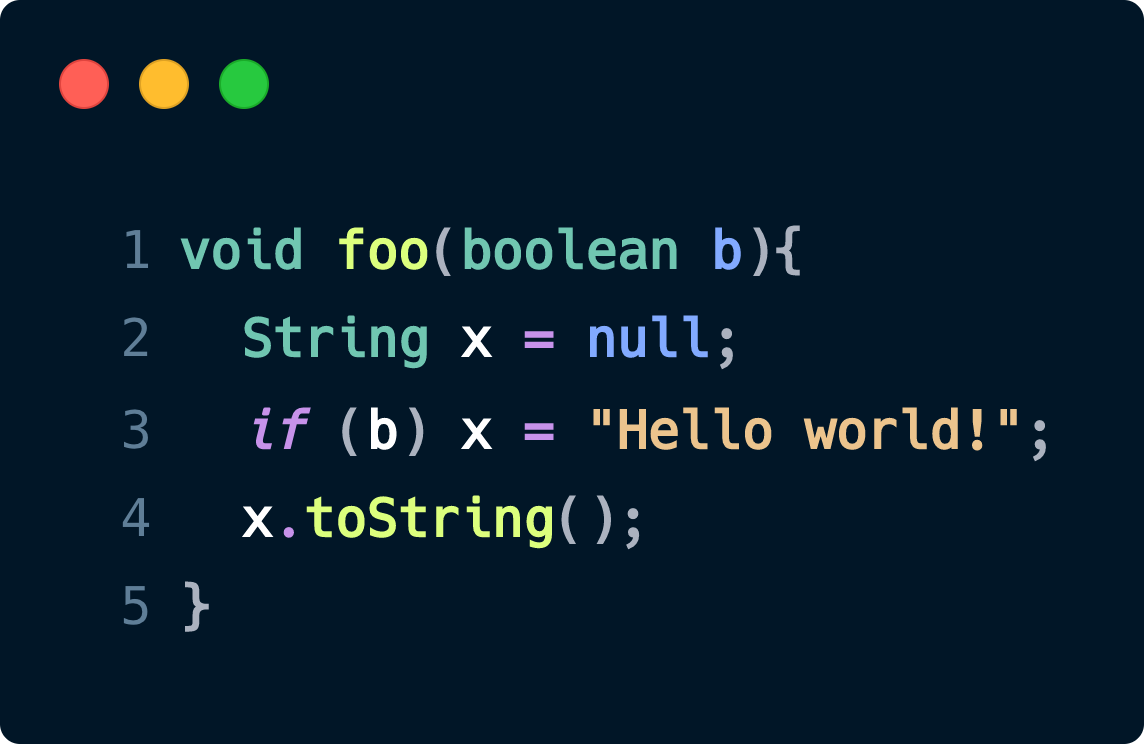 1 void foo(boolean b){
2   String x = null;
3   if (b) x = "Hello world!";
4   x.toString();
5 }